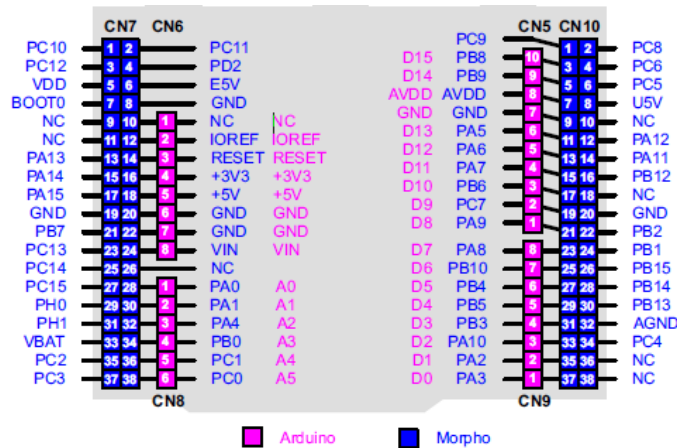 CN7 CN6 CN5 CN10
PC10 1 2 PC11 PC9 1 2 PC8
PC12 3 4 PD2 D15 PB8 10 3 4 PC6
VDD 5 6 E5V D14 PB9 9 5 6 PC5
BOOT0 7 8 GND AVDD AVDD 8 7 8 U5V
NC 9 10 1 NC NC GND GND 7 9 10 NC
NC 11 12 2 IOREF IOREF D13 PA5 6 11 12 PA12
PA13 13 14 3 RESET RESET D12 PA6 5 13 14 PA11
PA14 15 16 4 +3V3 +3V3 D11 PA7 4 15 16 PB12
PA15 17 18 5 +5V +5V D10 PB6 3 17 18 NC
GND 19 20 6 GND GND D9 PC7 2 19 20 GND
PB7 21 22 7 GND GND D8 PA9 1 21 22 PB2
PC13 23 24 8 VIN VIN D7 PA8 8 23 24 PB1
PC14 25 26 NC D6 PB10 7 25 26 PB15
PC15 27 28 1 PA0 A0 D5 PB4 6 27 28 PB14
PH0 29 30 2 PA1 A1 D4 PB5 5 29 30 PB13
PH1 31 32 3 PA4 A2 D3 PB3 4 31 32 AGND
VBAT 33 34 4 PB0 A3 D2 PA10 3 33 34 PC4
PC2 35 36 5 PC1 A4 D1 PA2 2 35 36 NC
PC3 37 38 6 PC0 A5 D0 PA3 1 37 38 NC
CN8 CN9
Arduino Morpho